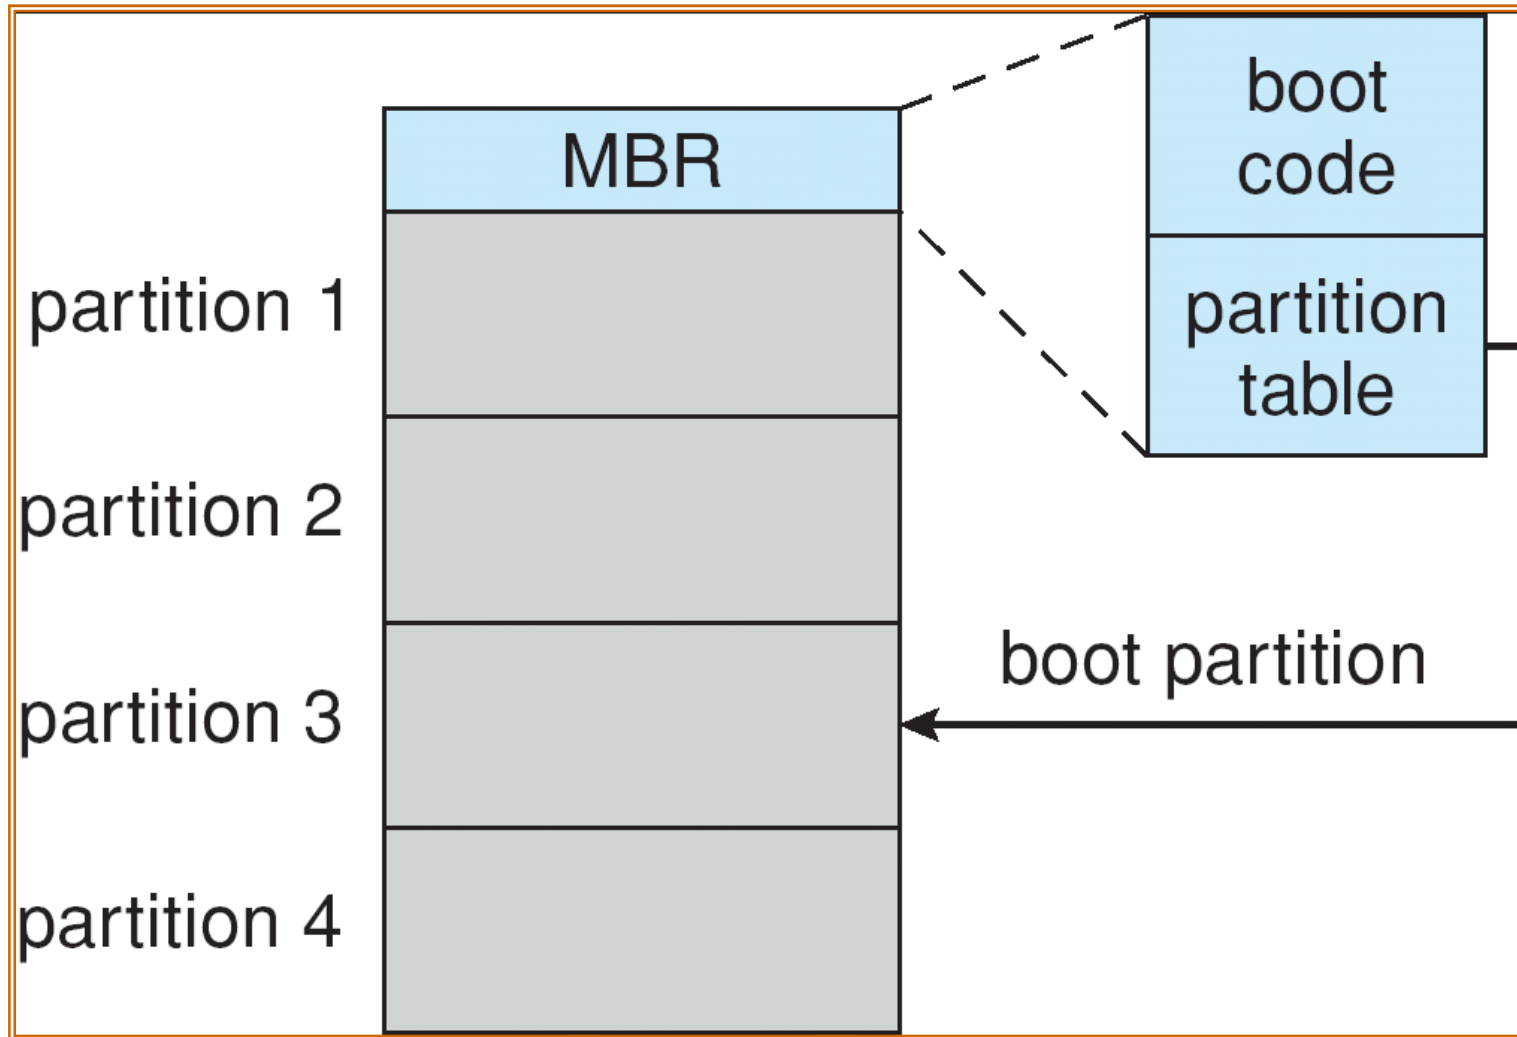 MBR
boot
code
partition
table
partition 1
partition 2
boot partition
partition 3
partition 4